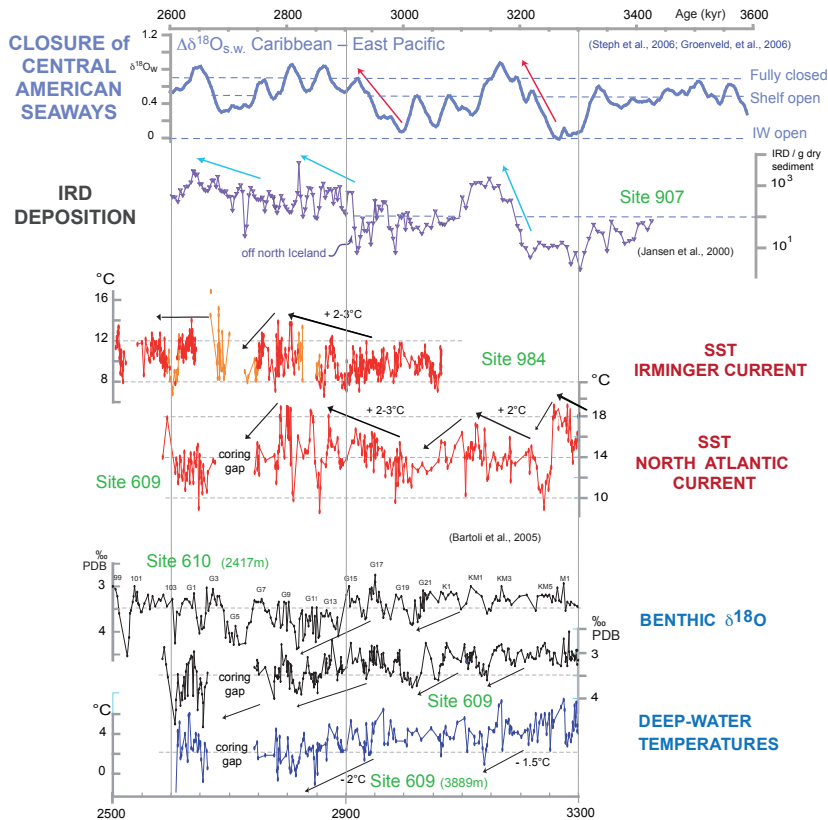 2600 2800 3000 3200 3400 Age (kyr) 3600
CLOSURE of
CENTRAL
AMERICAN
SEAWAYS
1.2
δ¹⁸Ow
0.4
0
Δδ¹⁸O s.w. Caribbean – East Pacific
(Steph et al., 2006; Groenveld, et al., 2006)
Fully closed
Shelf open
IW open
IRD
DEPOSITION
IRD / g dry
sediment
10³
10¹
Site 907
off north Iceland
(Jansen et al., 2000)
°C
16
12
8
+ 2-3°C
Site 984
SST
IRMINGER CURRENT
°C
18
14
10
+ 2-3°C
+ 2°C
coring
gap
Site 609
SST
NORTH ATLANTIC
CURRENT
(Bartoli et al., 2005)
‰
PDB
3
4
Site 610 (2417m)
99 101 103 G1 G3 G5 G7 G9 G11 G13 G15 G17 G19 G21 K1 KM1 KM3 KM5 M1
BENTHIC δ¹⁸O
‰
PDB
3
4
coring
gap
Site 609
°C
4
0
coring
gap
- 2°C
Site 609 (3889m)
- 1.5°C
DEEP-WATER
TEMPERATURES
2500 2900 3300